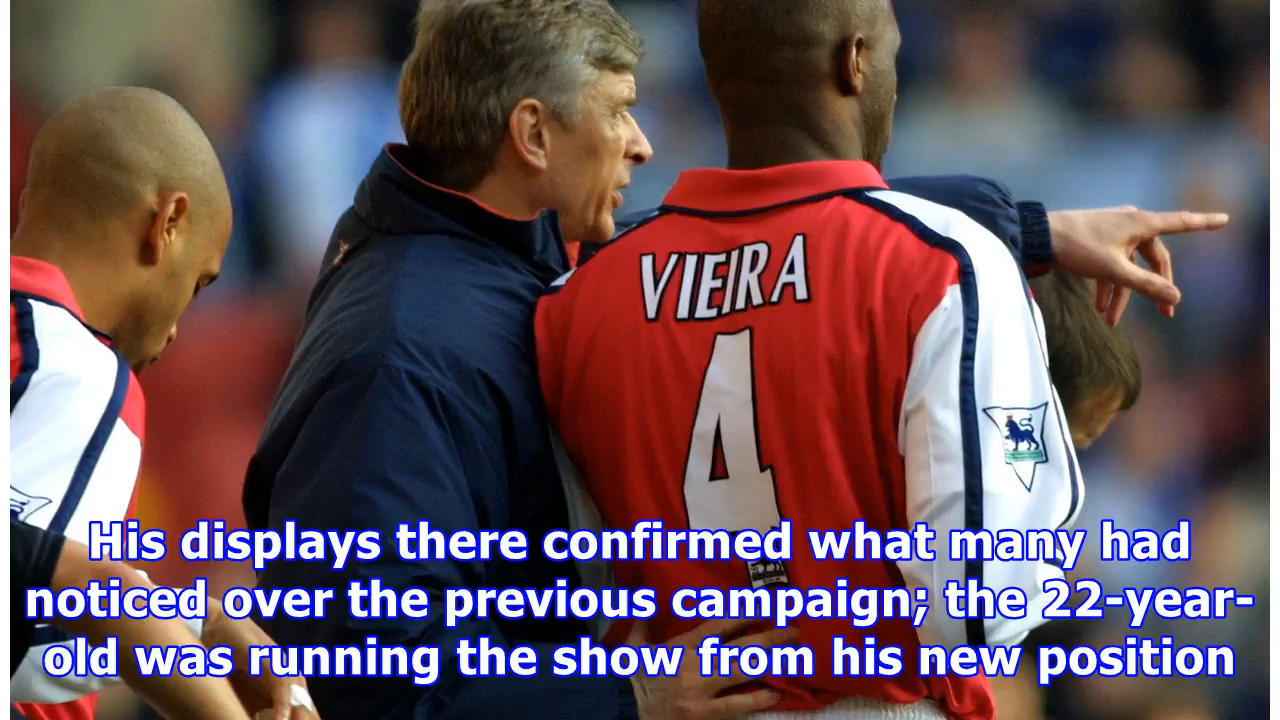 VIEIRA
4
His displays there confirmed what many had
noticed over the previous campaign; the 22-year-
old was running the show from his new position